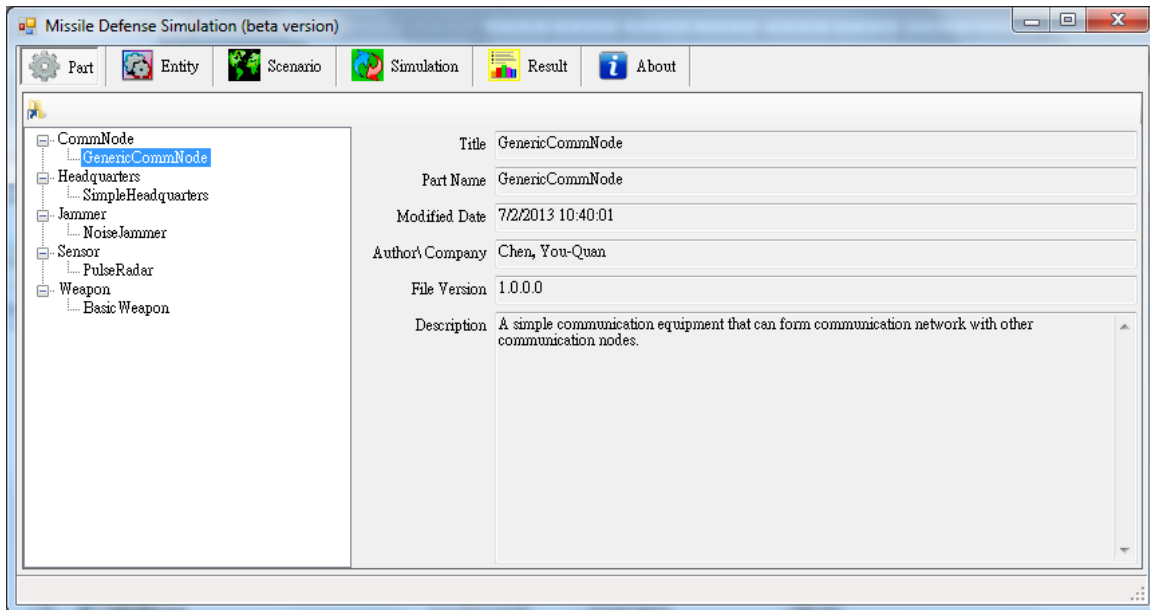 Missile Defense Simulation (beta version)
Part Entity Scenario Simulation Result About
CommNode
GenericCommNode
Headquarters
SimpleHeadquarters
Jammer
NoiseJammer
Sensor
PulseRadar
Weapon
BasicWeapon
Title GenericCommNode
Part Name GenericCommNode
Modified Date 7/2/2013 10:40:01
Author\ Company Chen, You-Quan
File Version 1.0.0.0
Description A simple communication equipment that can form communication network with other
communication nodes.